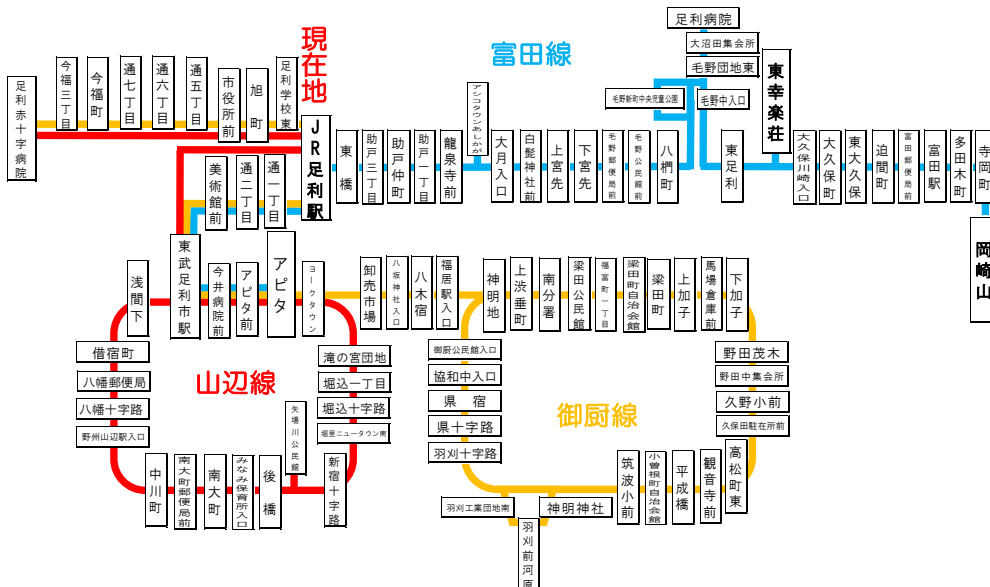 現在地
富田線
山辺線
御厨線
足利赤十字病院
今福三丁目
今福町
通七丁目
通六丁目
通五丁目
市役所前
旭町
足利学校東
JR足利駅
美術館前
通二丁目
通一丁目
東橋
助戸三丁目
助戸仲町
助戸一丁目
龍泉寺前
アシコタウンあしかが
大月入口
白髭神社前
上宮先
下宮先
毛野郵便局前
毛野公民館前
八椚町
毛野新町中央児童公園
足利病院
大沼田集会所
毛野団地東
毛野中入口
東足利
東幸楽荘
大久保川崎入口
大久保町
東大久保
迫間町
富田郵便局前
富田駅
多田木町
寺岡町
岡崎山
東武足利市駅
今井病院前
アピタ前
アピタ
ヨークタウン
浅間下
借宿町
八幡郵便局
八幡十字路
野州山辺駅入口
中川町
南大町郵便局前
南大町
みなみ保育所入口
後橋
矢場川公民館
新宿十字路
堀里ニュータウン南
堀込十字路
堀込一丁目
滝の宮団地
卸売市場
八坂神社入口
八木宿
福居駅入口
神明地
上渋垂町
南分署
梁田公民館
福富町一丁目
梁田町自治会館
梁田町
上加子
馬場倉庫前
下加子
野田茂木
野田中集会所
久野小前
久保田駐在所前
高松町東
観音寺前
平成橋
小曽根町自治会館
筑波小前
神明神社
羽刈前河原
羽刈工業団地南
羽刈十字路
県十字路
県宿
協和中入口
御厨公民館入口